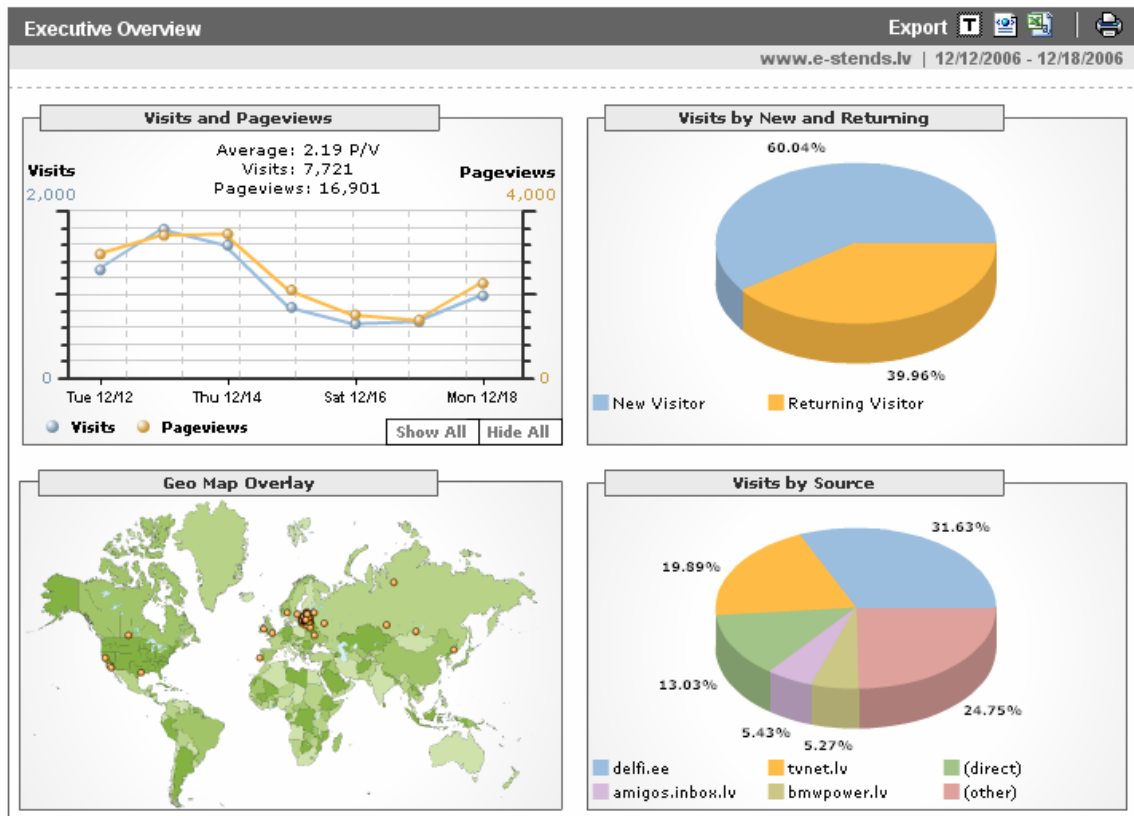 Executive Overview
Export T
www.e-stends.lv | 12/12/2006 - 12/18/2006
Visits and Pageviews
Average: 2.19 P/V
Visits: 7,721
Pageviews: 16,901
Visits
2,000
Pageviews
4,000
0
0
Tue 12/12 Thu 12/14 Sat 12/16 Mon 12/18
Visits Pageviews
Show All Hide All
Visits by New and Returning
60.04%
39.96%
New Visitor Returning Visitor
Geo Map Overlay
Visits by Source
31.63%
19.89%
13.03%
5.43%
5.27%
24.75%
delfi.ee tvnet.lv (direct)
amigos.inbox.lv bmwpower.lv (other)